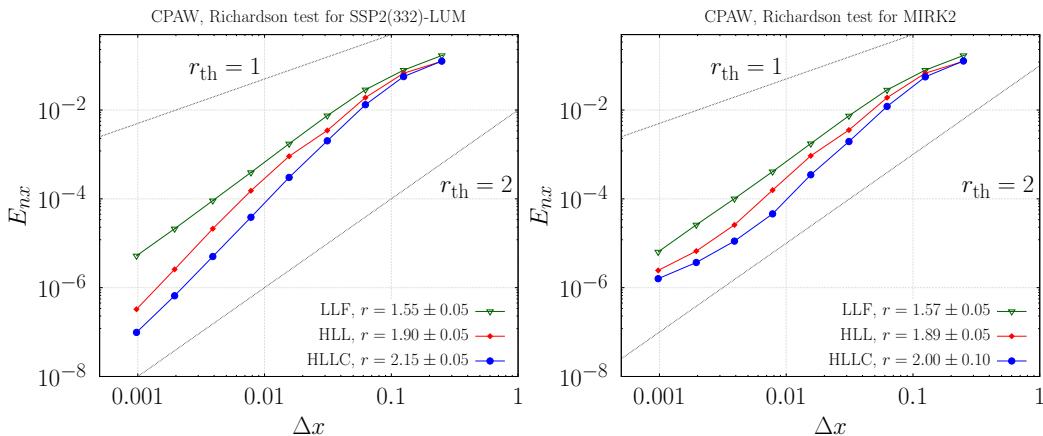 CPAW, Richardson test for SSP2(332)-LUM
r_th = 1
r_th = 2
10^−2
10^−4
10^−6
10^−8
E_nx
LLF, r = 1.55 ± 0.05
HLL, r = 1.90 ± 0.05
HLLC, r = 2.15 ± 0.05
0.001 0.01 0.1 1
Δx
CPAW, Richardson test for MIRK2
r_th = 1
r_th = 2
10^−2
10^−4
10^−6
10^−8
E_nx
LLF, r = 1.57 ± 0.05
HLL, r = 1.89 ± 0.05
HLLC, r = 2.00 ± 0.10
0.001 0.01 0.1 1
Δx